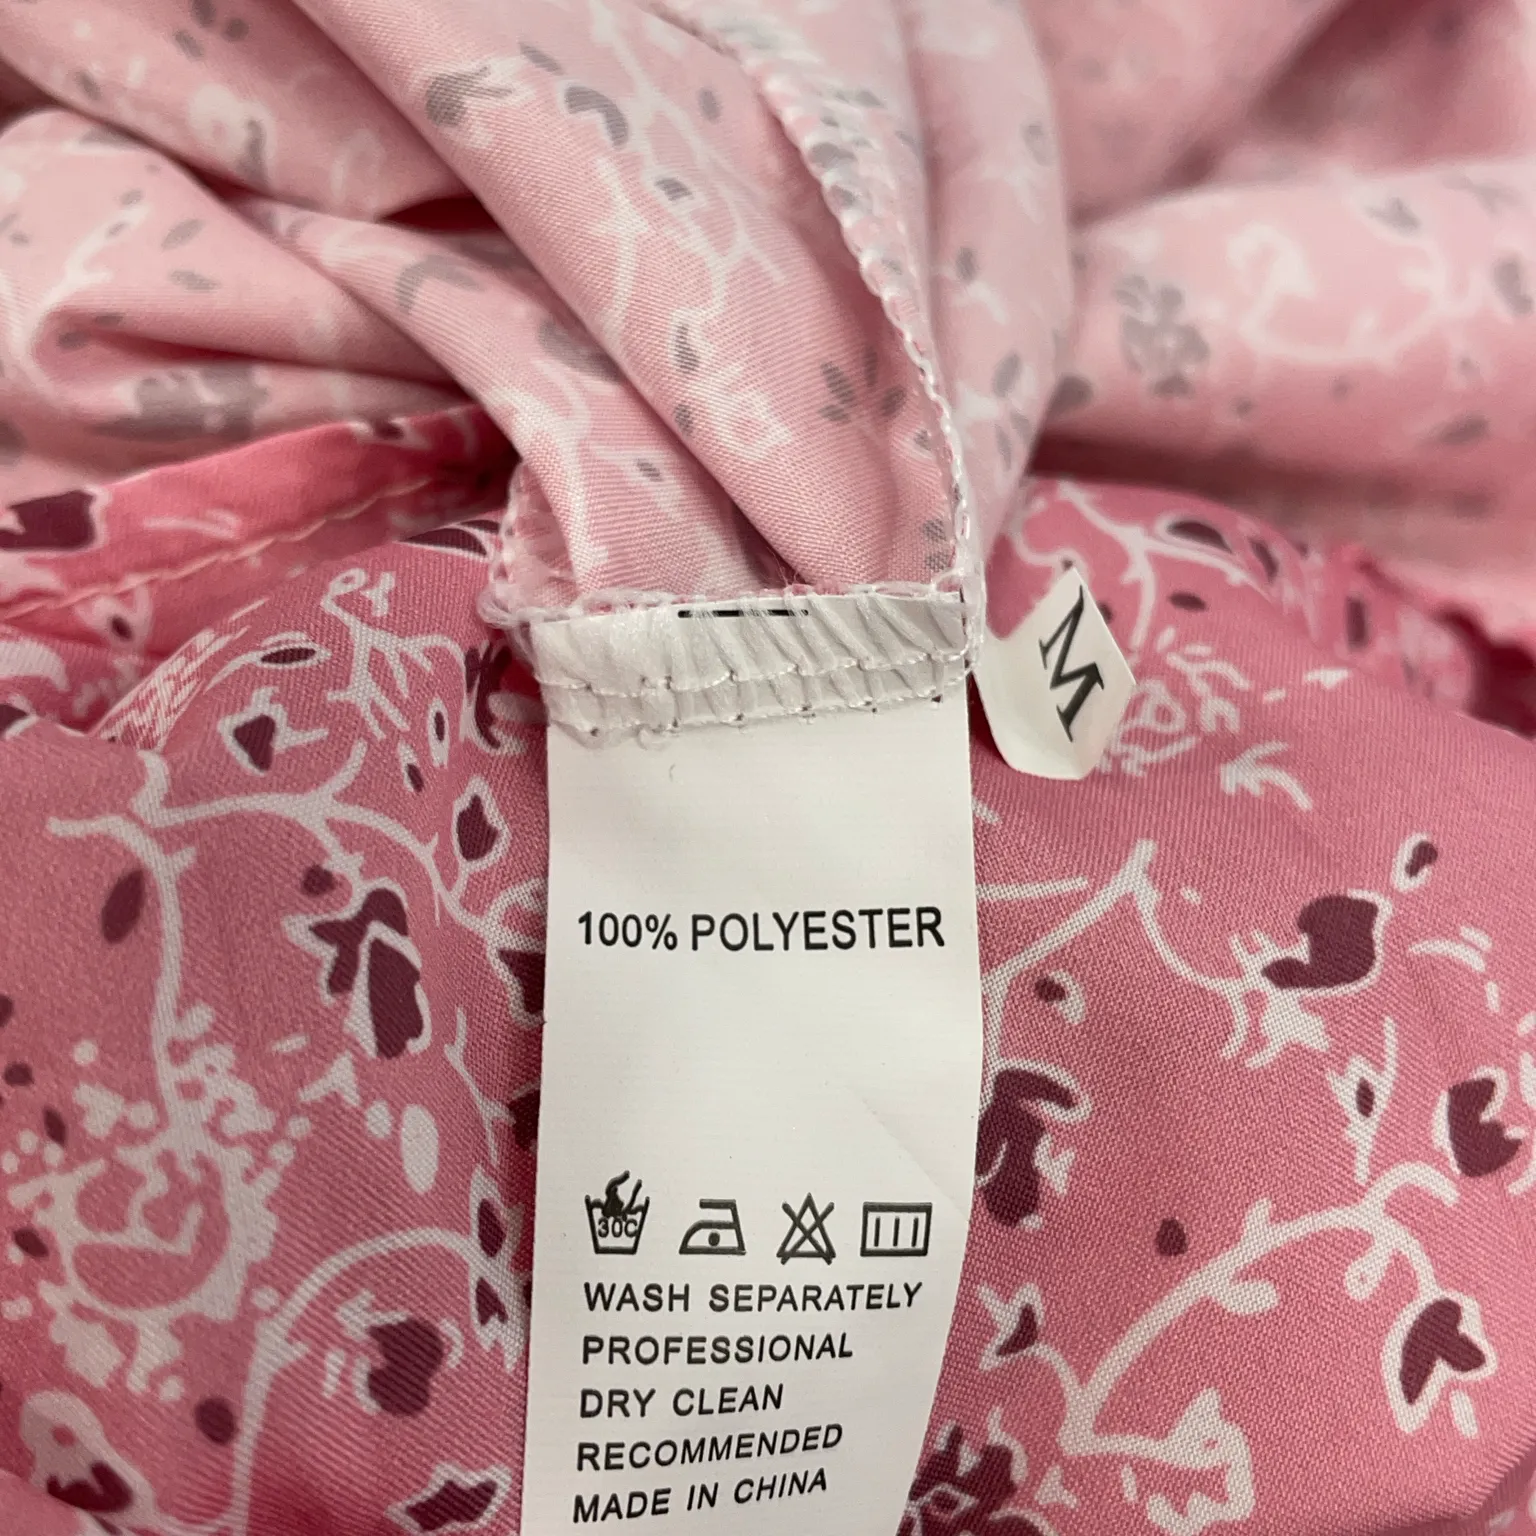 M
100% POLYESTER
30C
WASH SEPARATELY
PROFESSIONAL
DRY CLEAN
RECOMMENDED
MADE IN CHINA